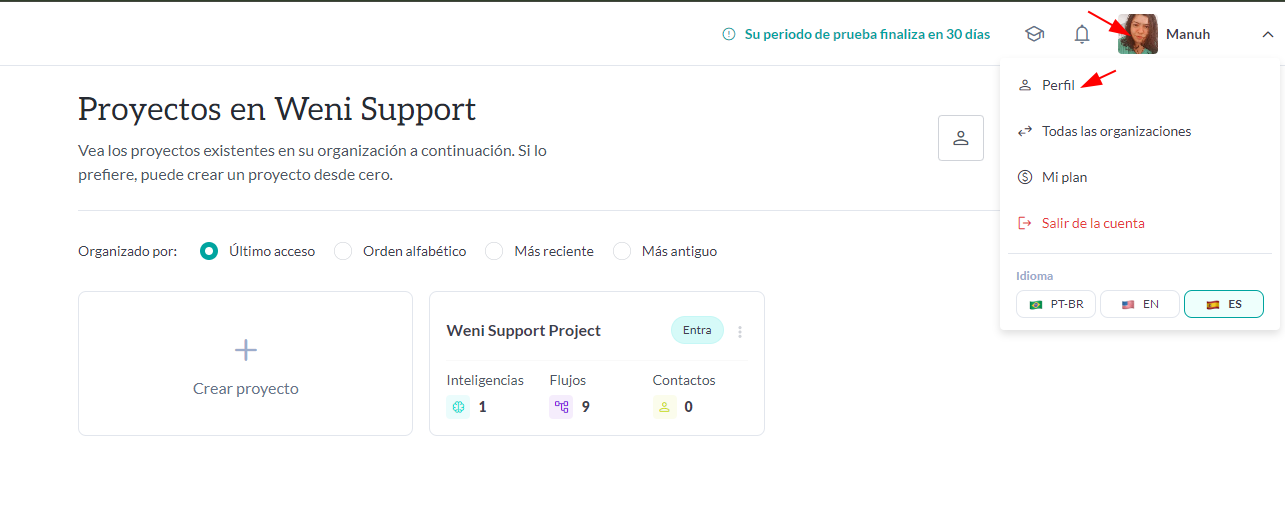 Su periodo de prueba finaliza en 30 días
Manuh
Perfil
Todas las organizaciones
Mi plan
Salir de la cuenta
Idioma
PT-BR EN ES
Proyectos en Weni Support
Vea los proyectos existentes en su organización a continuación. Si lo
prefiere, puede crear un proyecto desde cero.
Organizado por: Último acceso Orden alfabético Más reciente Más antiguo
Crear proyecto
Weni Support Project Entra
Inteligencias Flujos Contactos
1 9 0